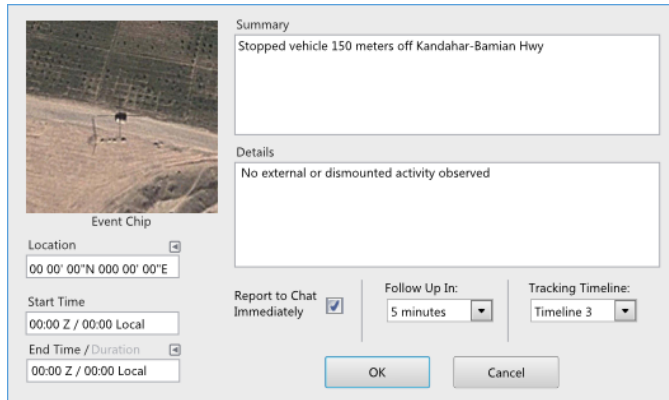 Summary
Stopped vehicle 150 meters off Kandahar-Bamian Hwy
Details
No external or dismounted activity observed
Event Chip
Location
00 00' 00"N 000 00' 00"E
Start Time
00:00 Z / 00:00 Local
End Time / Duration
00:00 Z / 00:00 Local
Report to Chat
Immediately
Follow Up In:
5 minutes
Tracking Timeline:
Timeline 3
OK
Cancel